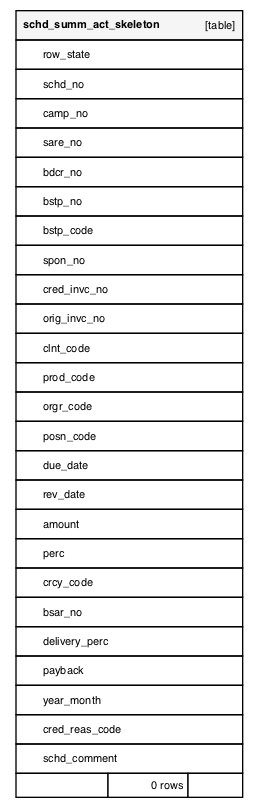 schd_summ_act_skeleton [table]
row_state
schd_no
camp_no
sare_no
bdcr_no
bstp_no
bstp_code
spon_no
cred_invc_no
orig_invc_no
clnt_code
prod_code
orgr_code
posn_code
due_date
rev_date
amount
perc
crcy_code
bsar_no
delivery_perc
payback
year_month
cred_reas_code
schd_comment
0 rows